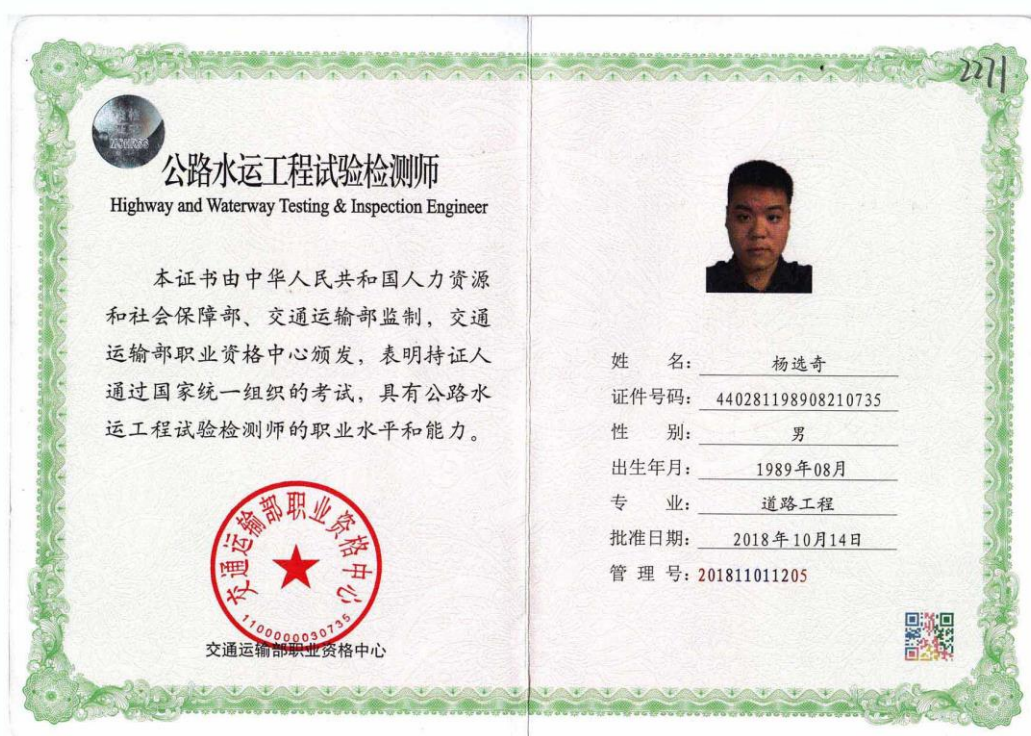 2271
公路水运工程试验检测师
Highway and Waterway Testing & Inspection Engineer
本证书由中华人民共和国人力资源
和社会保障部、交通运输部监制，交通
运输部职业资格中心颁发，表明持证人
通过国家统一组织的考试，具有公路水
运工程试验检测师的职业水平和能力。
交通运输部职业资格中心
1100000030735
交通运输部职业资格中心
姓 名： 杨选奇
证件号码： 440281198908210735
性 别： 男
出生年月： 1989年08月
专 业： 道路工程
批准日期： 2018年10月14日
管 理 号：201811011205